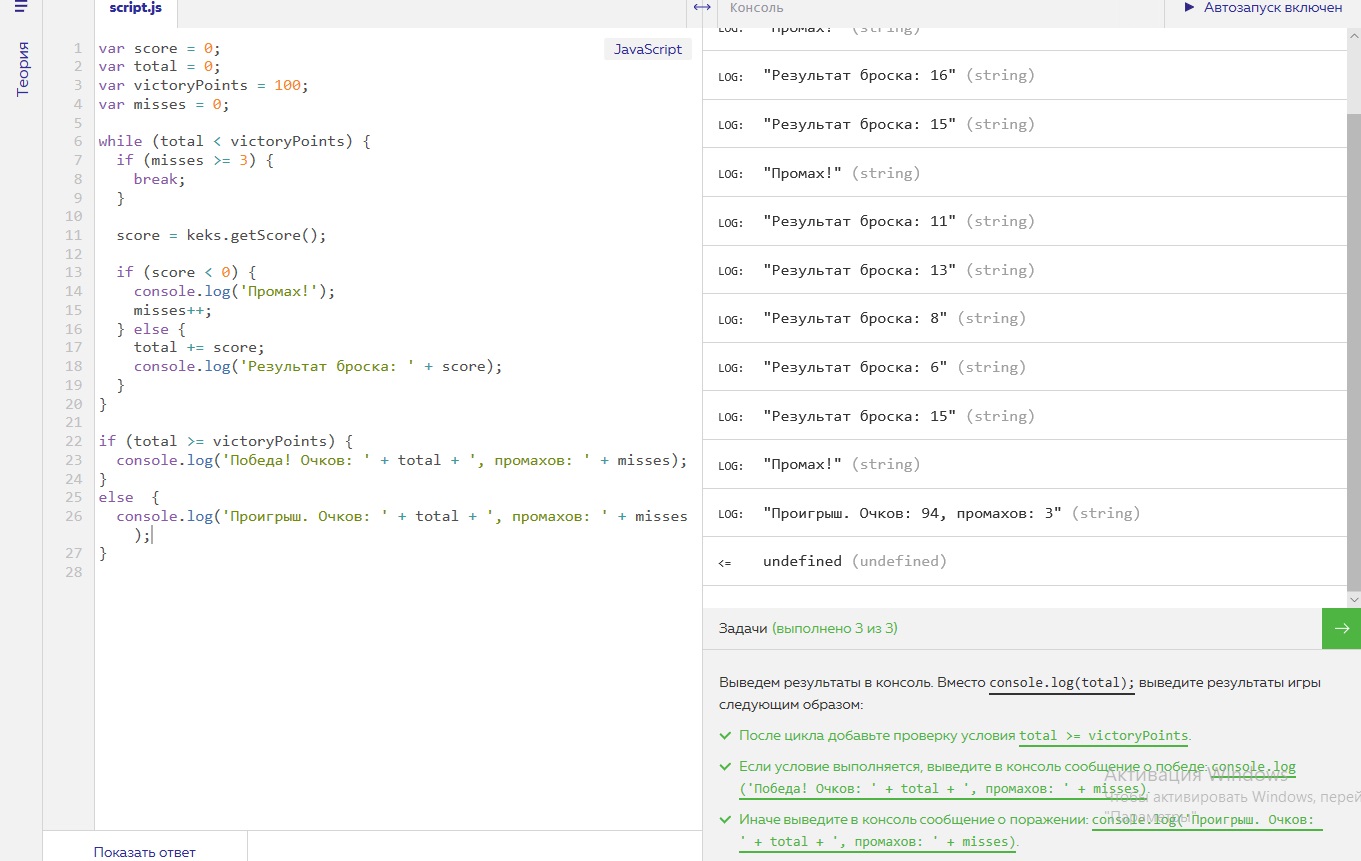 script.js
Консоль
Автозапуск включен
Теория
JavaScript
1 var score = 0;
2 var total = 0;
3 var victoryPoints = 100;
4 var misses = 0;
5
6 while (total < victoryPoints) {
7 if (misses >= 3) {
8 break;
9 }
10
11 score = keks.getScore();
12
13 if (score < 0) {
14 console.log('Промах!');
15 misses++;
16 } else {
17 total += score;
18 console.log('Результат броска: ' + score);
19 }
20 }
21
22 if (total >= victoryPoints) {
23 console.log('Победа! Очков: ' + total + ', промахов: ' + misses);
24 }
25 else {
26 console.log('Проигрыш. Очков: ' + total + ', промахов: ' + misses
);
27 }
28
Показать ответ
LOG: "Промах!" (string)
LOG: "Результат броска: 16" (string)
LOG: "Результат броска: 15" (string)
LOG: "Промах!" (string)
LOG: "Результат броска: 11" (string)
LOG: "Результат броска: 13" (string)
LOG: "Результат броска: 8" (string)
LOG: "Результат броска: 6" (string)
LOG: "Результат броска: 15" (string)
LOG: "Промах!" (string)
LOG: "Проигрыш. Очков: 94, промахов: 3" (string)
<= undefined (undefined)
Задачи (выполнено 3 из 3)
Выведем результаты в консоль. Вместо console.log(total); выведите результаты игры
следующим образом:
После цикла добавьте проверку условия total >= victoryPoints.
Если условие выполняется, выведите в консоль сообщение о победе: console.log
('Победа! Очков: ' + total + ', промахов: ' + misses)
Иначе выведите в консоль сообщение о поражении: console.log('Проигрыш. Очков:
' + total + ', промахов: ' + misses).
Активация Windows
Чтобы активировать Windows, перей
"Параметры".